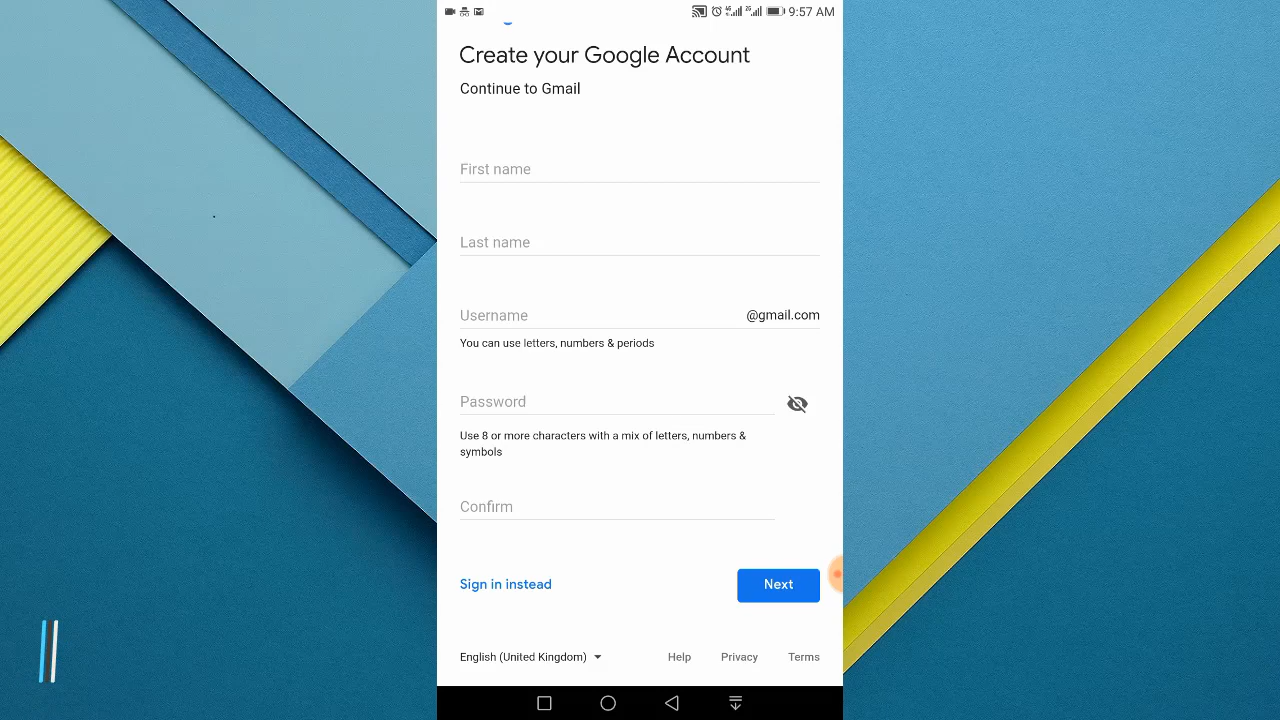 9:57 AM
Create your Google Account
Continue to Gmail
First name
Last name
Username @gmail.com
You can use letters, numbers & periods
Password
Use 8 or more characters with a mix of letters, numbers &
symbols
Confirm
Sign in instead Next
English (United Kingdom) Help Privacy Terms